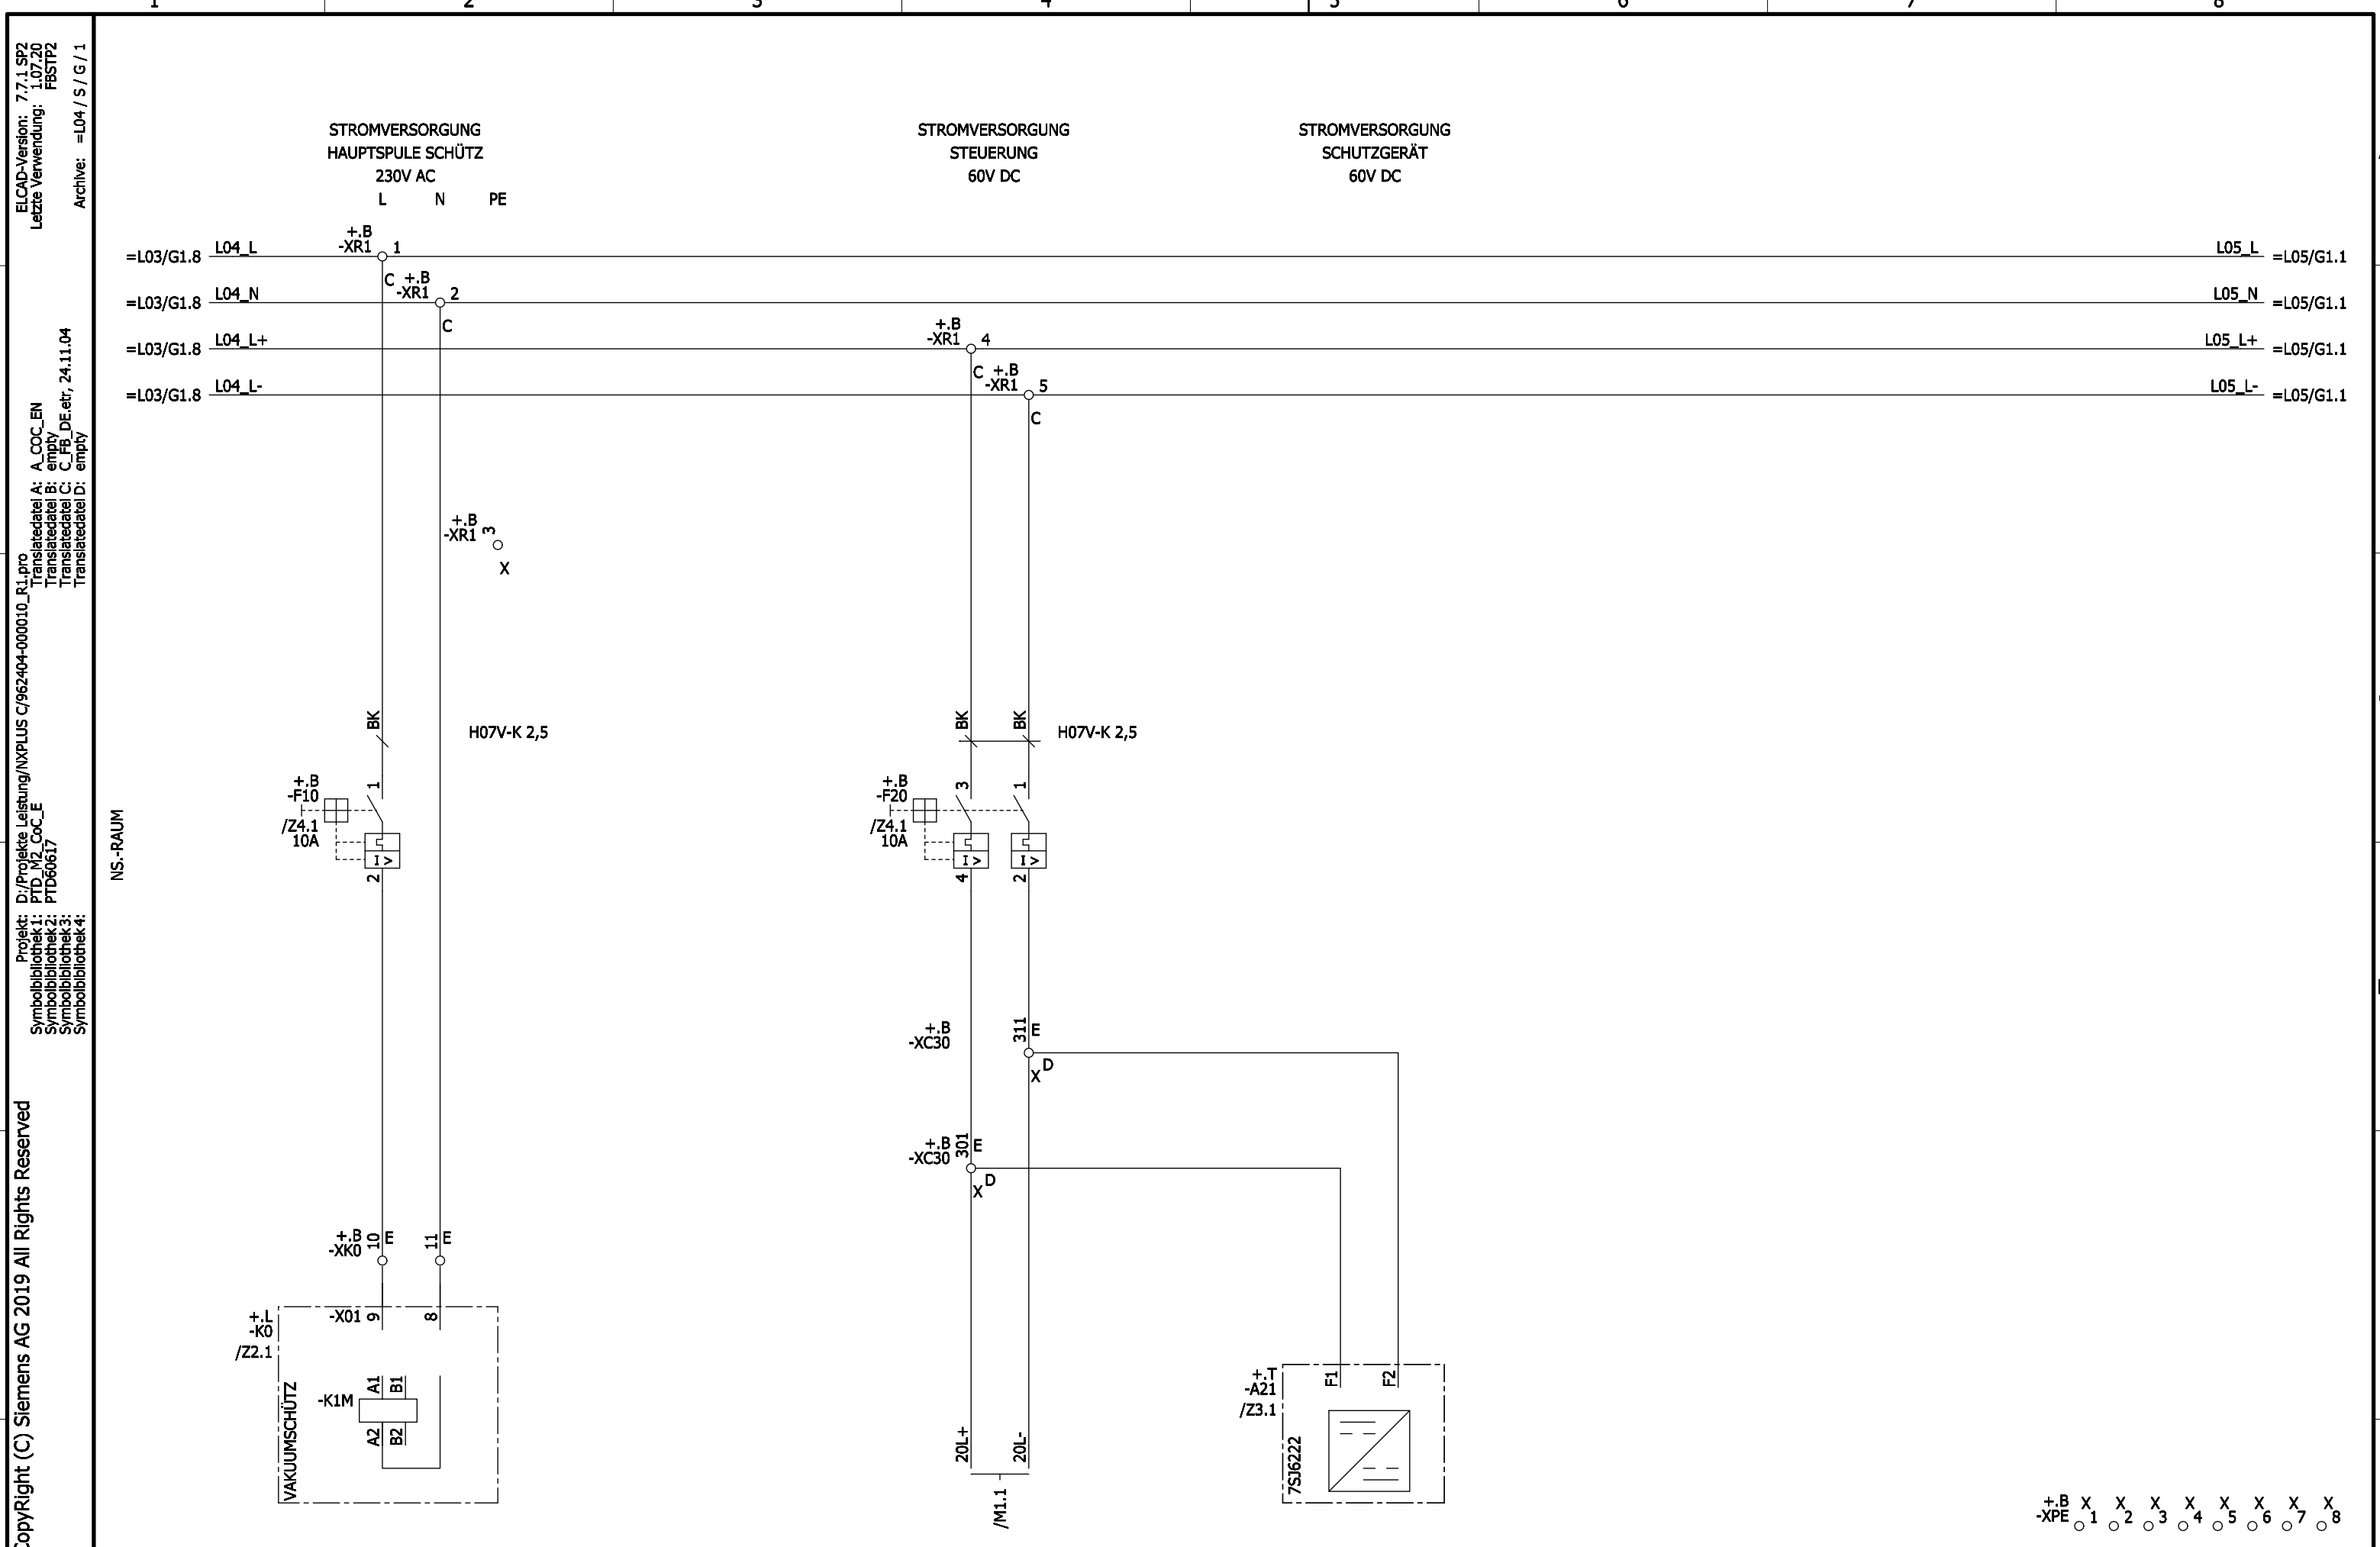 1 2 3 4 5 6 7 8
ELCAD-Version: 7.7.1 SP2
Letzte Verwendung: 1.07.20
FBSTP2
Archive: =L04 / S / G / 1
Translatedatei A: A_COC_EN
Translatedatei B: empty
Translatedatei C: C_FB_DE.etr, 24.11.04
Translatedatei D: empty
Projekt: D:/Projekte Leistung/NXPLUS C/962404-000010_R1.pro
Symbolbibliothek1: PTD_M2_CoC_E
Symbolbibliothek2: PTD60617
Symbolbibliothek3:
Symbolbibliothek4:
CopyRight (C) Siemens AG 2019 All Rights Reserved
STROMVERSORGUNG
HAUPTSPULE SCHÜTZ
230V AC
L N PE
STROMVERSORGUNG
STEUERUNG
60V DC
STROMVERSORGUNG
SCHUTZGERÄT
60V DC
=L03/G1.8 L04_L
+.B
-XR1 1
C
L05_L =L05/G1.1
=L03/G1.8 L04_N
+.B
-XR1 2
C
L05_N =L05/G1.1
=L03/G1.8 L04_L+
+.B
-XR1 4
C
L05_L+ =L05/G1.1
=L03/G1.8 L04_L-
+.B
-XR1 5
C
L05_L- =L05/G1.1
+.B
-XR1 3
X
BK
H07V-K 2,5
BK BK
H07V-K 2,5
NS.-RAUM
+.B
-F10
/Z4.1
10A
1
I >
2
+.B
-F20
/Z4.1
10A
3 1
I > I >
4 2
+.B
-XC30
311 E
D
X
+.B
-XC30
301 E
D
X
+.B
-XK0
10 E
11 E
+.L
-K0
/Z2.1
-X01 9 8
VAKUUMSCHÜTZ
-K1M
A1 B1
A2 B2
20L+ 20L-
/M1.1
+.T
-A21
/Z3.1
F1 F2
7SJ6222
+.B
-XPE
X X X X X X X X
1 2 3 4 5 6 7 8